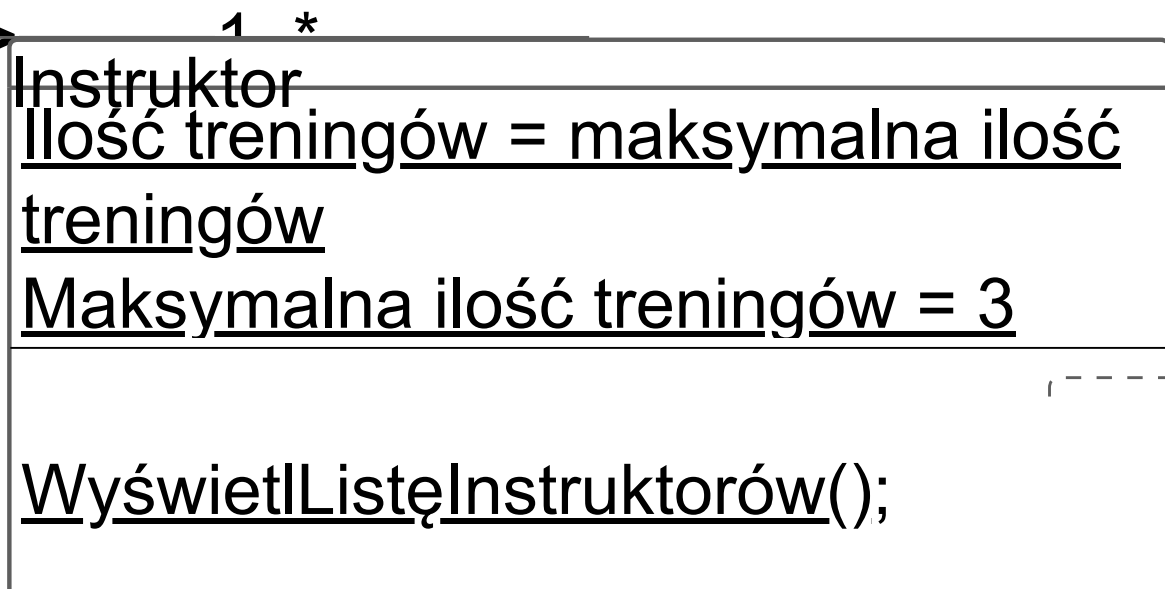 1..*
Instruktor
Ilość treningów = maksymalna ilość
treningów
Maksymalna ilość treningów = 3
WyświetlListęInstruktorów();